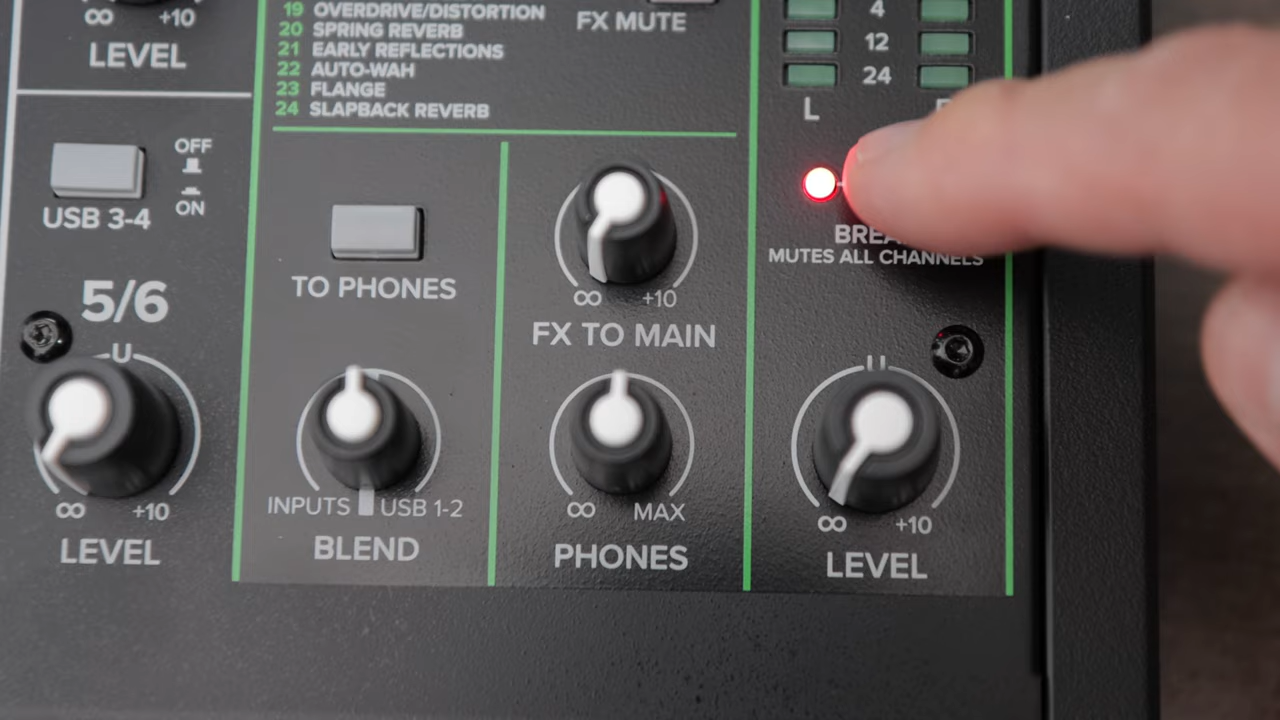 ∞ +10
LEVEL
19 OVERDRIVE/DISTORTION
20 SPRING REVERB
21 EARLY REFLECTIONS
22 AUTO-WAH
23 FLANGE
24 SLAPBACK REVERB
FX MUTE
4
12
24
L
OFF
ON
USB 3-4
TO PHONES
∞ +10
FX TO MAIN
MUTES ALL CHANNELS
5/6
U
∞ +10
LEVEL
INPUTS USB 1-2
BLEND
∞ MAX
PHONES
U
∞ +10
LEVEL